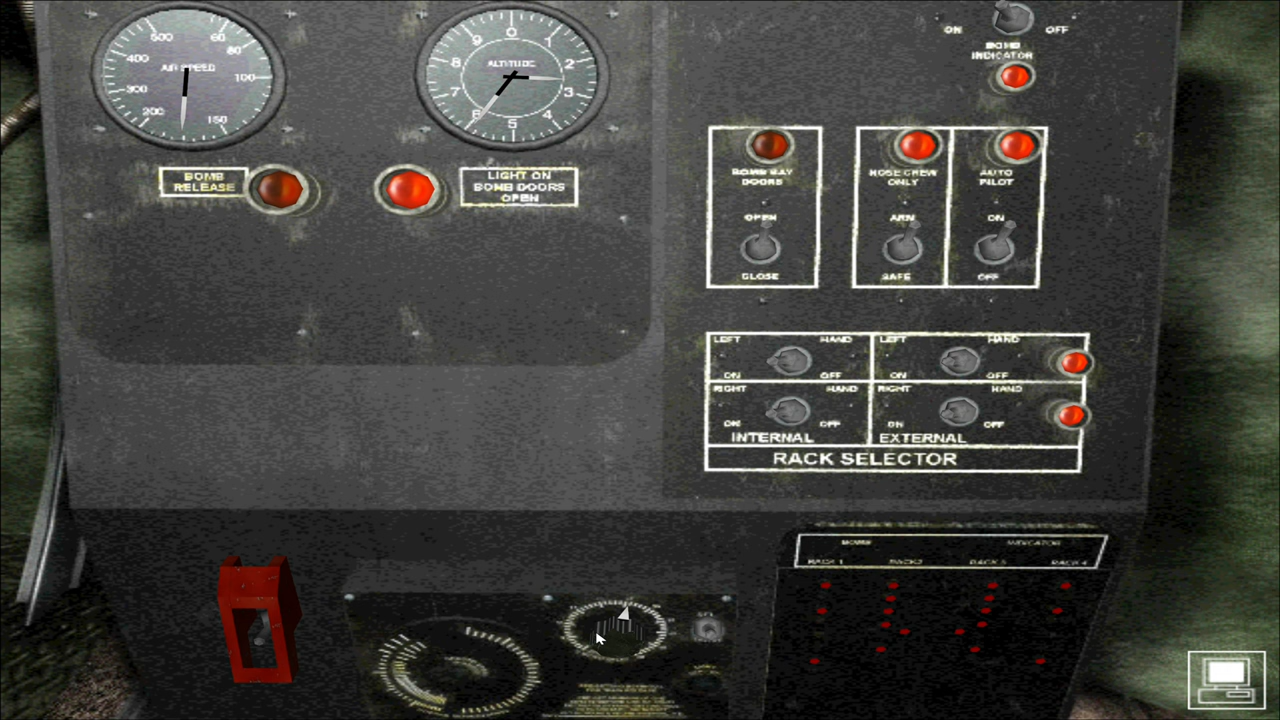 500
60
80
400
AIR SPEED
100
300
200
150
0
9
1
ALTITUDE
8
2
7
3
6
4
5
ON
OFF
BOMB
INDICATOR
BOMB
RELEASE
LIGHT ON
BOMB DOORS
OPEN
BOMB BAY
DOORS
OPEN
CLOSE
NOSE CREW
ONLY
ARM
SAFE
AUTO
PILOT
ON
OFF
LEFT HAND
ON OFF
LEFT HAND
ON OFF
RIGHT HAND
ON OFF
INTERNAL
RIGHT HAND
ON OFF
EXTERNAL
RACK SELECTOR
BOMB INDICATOR
RACK 1 RACK 2 RACK 3 RACK 4